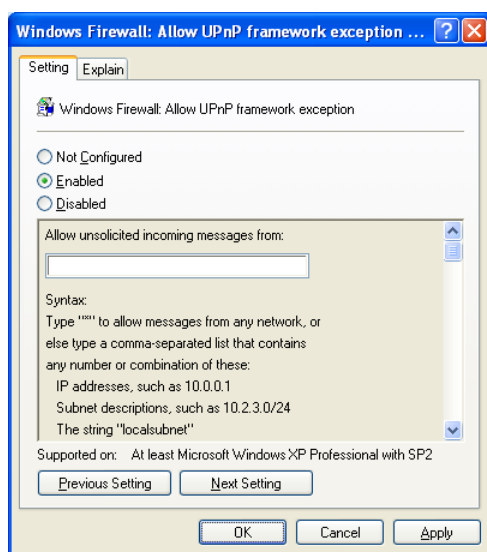 Windows Firewall: Allow UPnP framework exception ...
Setting
Explain
Windows Firewall: Allow UPnP framework exception
Not Configured
Enabled
Disabled
Allow unsolicited incoming messages from:
Syntax:
Type "*" to allow messages from any network, or
else type a comma-separated list that contains
any number or combination of these:
IP addresses, such as 10.0.0.1
Subnet descriptions, such as 10.2.3.0/24
The string "localsubnet"
Supported on: At least Microsoft Windows XP Professional with SP2
Previous Setting
Next Setting
OK
Cancel
Apply